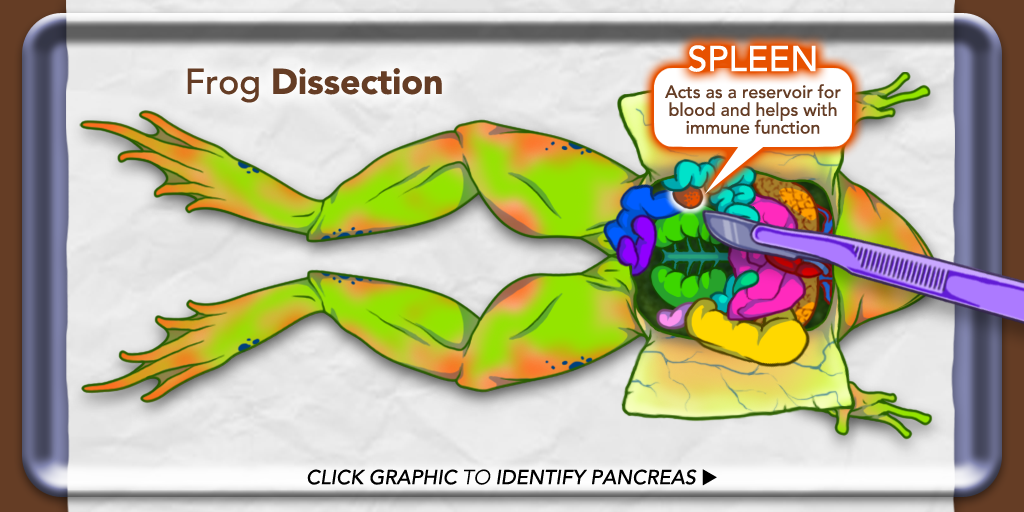 Frog Dissection
SPLEEN
Acts as a reservoir for
blood and helps with
immune function
CLICK GRAPHIC TO IDENTIFY PANCREAS ▶